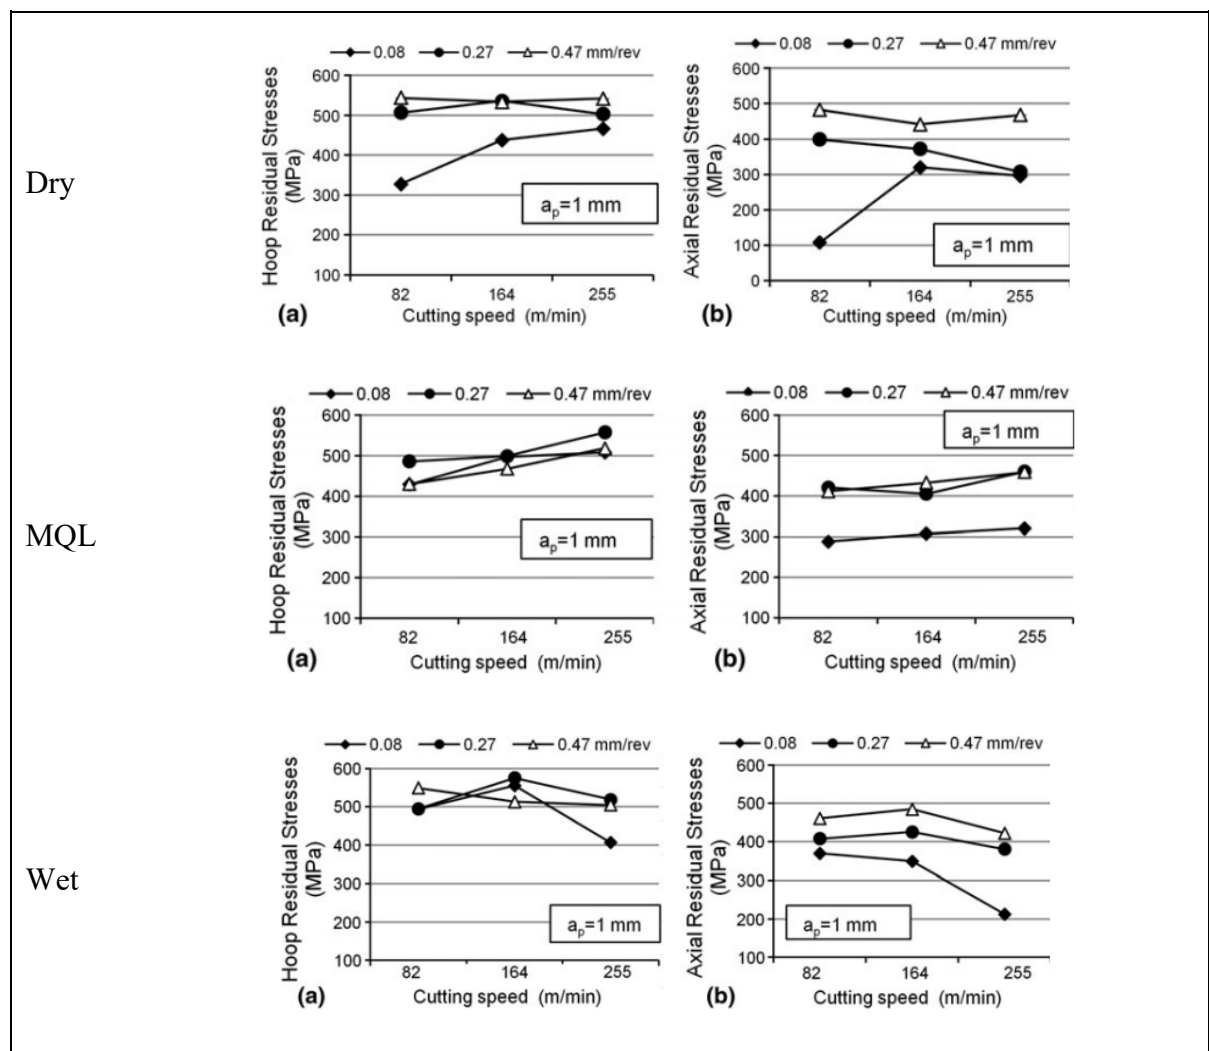 Dry
0.08 0.27 0.47 mm/rev
Hoop Residual Stresses
(MPa)
600
500
400
300
200
100
aₚ=1 mm
82 164 255
(a) Cutting speed (m/min)
0.08 0.27 0.47 mm/rev
Axial Residual Stresses
(MPa)
600
500
400
300
200
100
0
aₚ=1 mm
82 164 255
(b) Cutting speed (m/min)
MQL
0.08 0.27 0.47 mm/rev
Hoop Residual Stresses
(MPa)
600
500
400
300
200
100
aₚ=1 mm
82 164 255
(a) Cutting speed (m/min)
0.08 0.27 0.47 mm/rev
Axial Residual Stresses
(MPa)
600
500
400
300
200
100
aₚ=1 mm
82 164 255
(b) Cutting speed (m/min)
Wet
0.08 0.27 0.47 mm/rev
Hoop Residual Stresses
(MPa)
600
500
400
300
200
100
aₚ=1 mm
82 164 255
(a) Cutting speed (m/min)
0.08 0.27 0.47 mm/rev
Axial Residual Stresses
(MPa)
600
500
400
300
200
100
aₚ=1 mm
82 164 255
(b) Cutting speed (m/min)